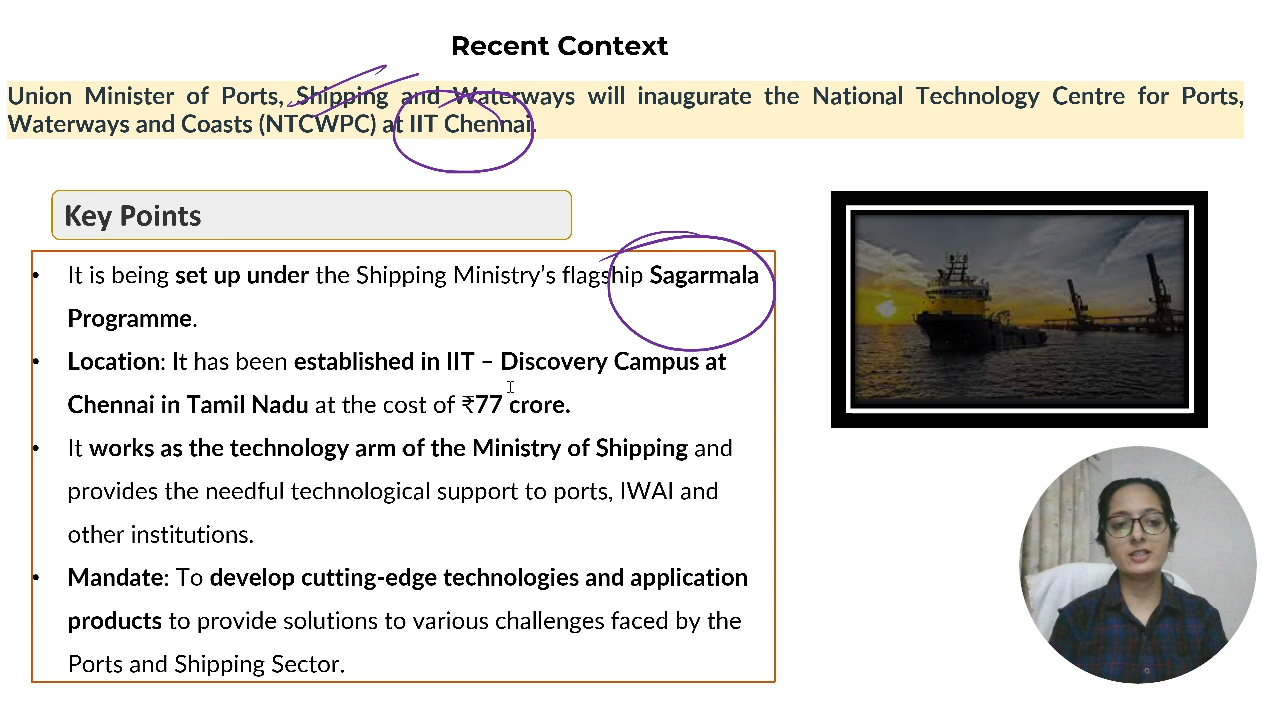 Recent Context
Union Minister of Ports, Shipping and Waterways will inaugurate the National Technology Centre for Ports,
Waterways and Coasts (NTCWPC) at IIT Chennai.
Key Points
• It is being set up under the Shipping Ministry’s flagship Sagarmala
Programme.
• Location: It has been established in IIT – Discovery Campus at
Chennai in Tamil Nadu at the cost of ₹77 crore.
• It works as the technology arm of the Ministry of Shipping and
provides the needful technological support to ports, IWAI and
other institutions.
• Mandate: To develop cutting-edge technologies and application
products to provide solutions to various challenges faced by the
Ports and Shipping Sector.